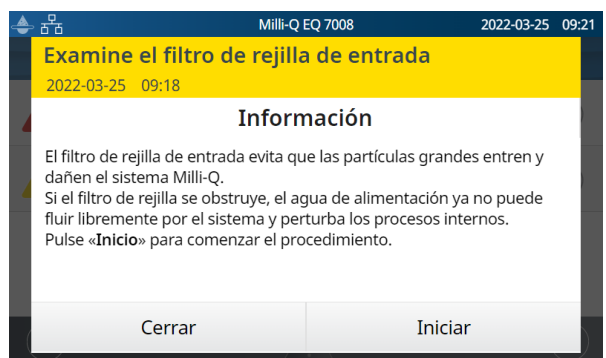 Milli-Q EQ 7008 2022-03-25 09:21
Examine el filtro de rejilla de entrada
2022-03-25 09:18
Información
El filtro de rejilla de entrada evita que las partículas grandes entren y
dañen el sistema Milli-Q.
Si el filtro de rejilla se obstruye, el agua de alimentación ya no puede
fluir libremente por el sistema y perturba los procesos internos.
Pulse «Inicio» para comenzar el procedimiento.
Cerrar Iniciar